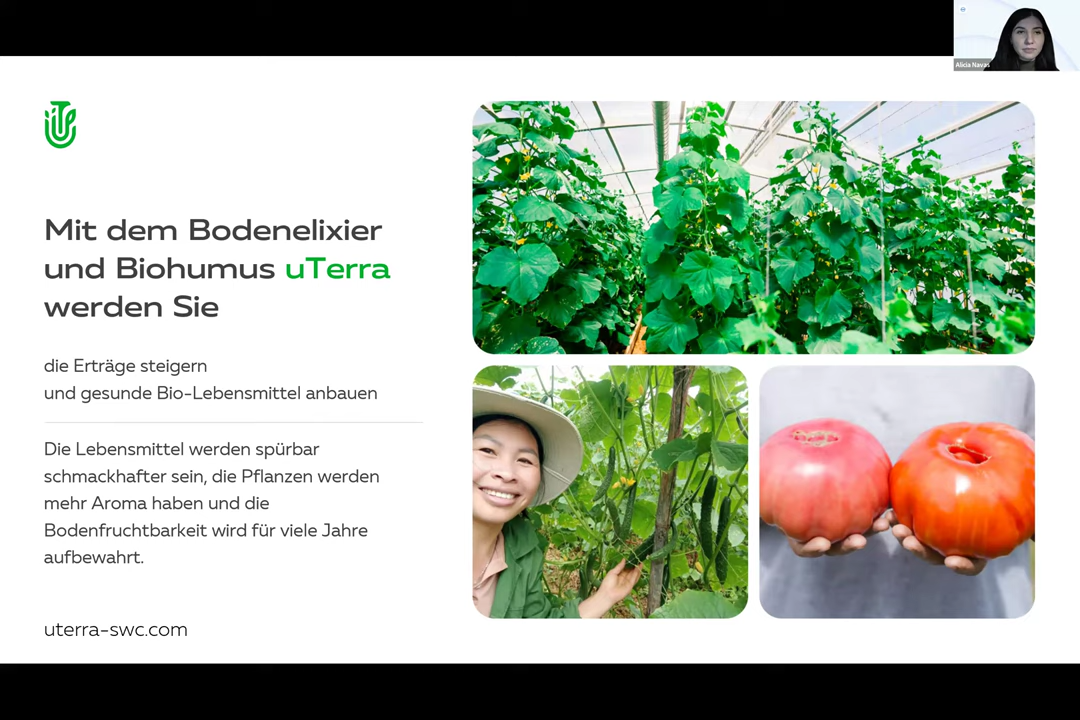 Alicia Navas
Mit dem Bodenelixier
und Biohumus uTerra
werden Sie
die Erträge steigern
und gesunde Bio-Lebensmittel anbauen
Die Lebensmittel werden spürbar
schmackhafter sein, die Pflanzen werden
mehr Aroma haben und die
Bodenfruchtbarkeit wird für viele Jahre
aufbewahrt.
uterra-swc.com